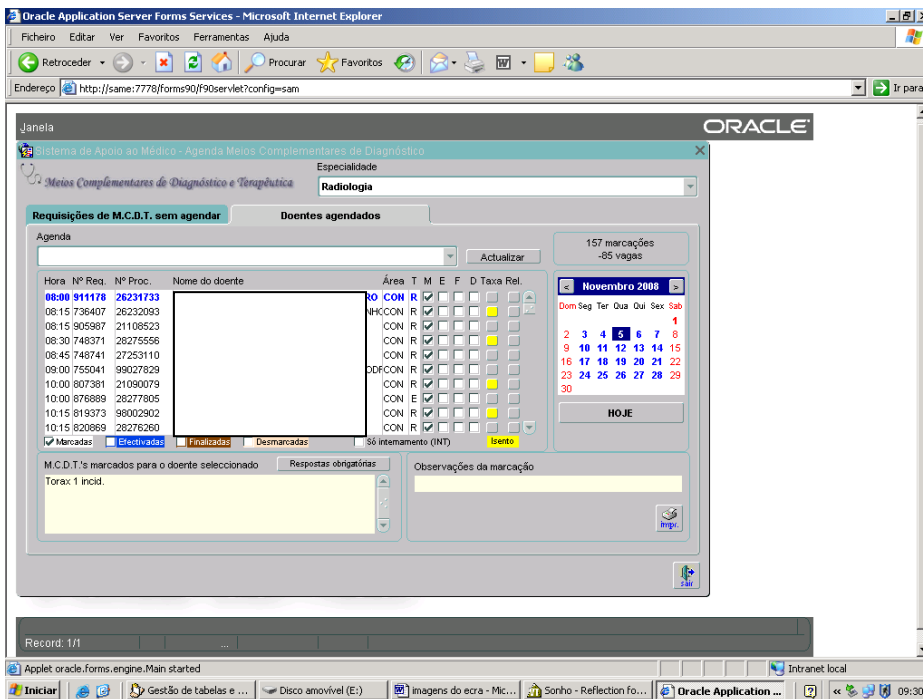 Oracle Application Server Forms Services - Microsoft Internet Explorer
Ficheiro Editar Ver Favoritos Ferramentas Ajuda
Retroceder Procurar Favoritos
Endereço http://same:7778/forms90/f90servlet?config=sam Ir para
Janela ORACLE
Sistema de Apoio ao Médico - Agenda Meios Complementares de Diagnóstico
Meios Complementares de Diagnóstico e Terapêutica
Especialidade
Radiologia
Requisições de M.C.D.T. sem agendar Doentes agendados
Agenda
Actualizar
157 marcações
-85 vagas
Hora Nº Req. Nº Proc. Nome do doente Área T M E F D Taxa Rel.
08:00 911178 26231733 RO CON R
08:15 736407 26232093 NHC CON R
08:15 905987 21108523 CON R
08:30 748371 28275556 CON R
08:45 748741 27253110 CON R
09:00 755041 99027829 ODF CON R
10:00 807381 21090079 CON R
10:00 876889 28277805 CON E
10:15 819373 98002902 CON R
10:15 820869 28276260 CON R
Marcadas Efectivadas Finalizadas Desmarcadas Só internamento (INT) Isento
< Novembro 2008 >
Dom Seg Ter Qua Qui Sex Sab
1
2 3 4 5 6 7 8
9 10 11 12 13 14 15
16 17 18 19 20 21 22
23 24 25 26 27 28 29
30
HOJE
M.C.D.T.'s marcados para o doente seleccionado Respostas obrigatórias
Torax 1 incid.
Observações da marcação
impr.
sair
Record: 1/1 ...
Applet oracle.forms.engine.Main started Intranet local
Iniciar Gestão de tabelas e ... Disco amovível (E:) imagens do ecra - Mic... Sonho - Reflection fo... Oracle Application ... « 09:30